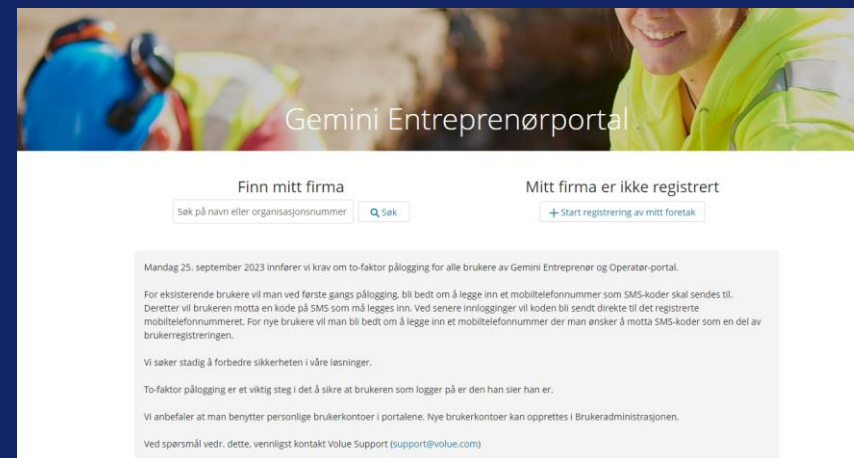 Gemini Entreprenørportal
Finn mitt firma
Søk på navn eller organisasjonsnummer
Søk
Mitt firma er ikke registrert
+ Start registrering av mitt foretak
Mandag 25. september 2023 innfører vi krav om to-faktor pålogging for alle brukere av Gemini Entreprenør og Operatør-portal.
For eksisterende brukere vil man ved første gangs pålogging, bli bedt om å legge inn et mobiltelefonnummer som SMS-koder skal sendes til.
Deretter vil brukeren motta en kode på SMS som må legges inn. Ved senere innlogginger vil koden bli sendt direkte til det registrerte
mobiltelefonnummeret. For nye brukere vil man bli bedt om å legge inn et mobiltelefonnummer der man ønsker å motta SMS-koder som en del av
brukerregistreringen.
Vi søker stadig å forbedre sikkerheten i våre løsninger.
To-faktor pålogging er et viktig steg i det å sikre at brukeren som logger på er den han sier han er.
Vi anbefaler at man benytter personlige brukerkontoer i portalene. Nye brukerkontoer kan opprettes i Brukeradministrasjonen.
Ved spørsmål vedr. dette, vennligst kontakt Volue Support (support@volue.com)